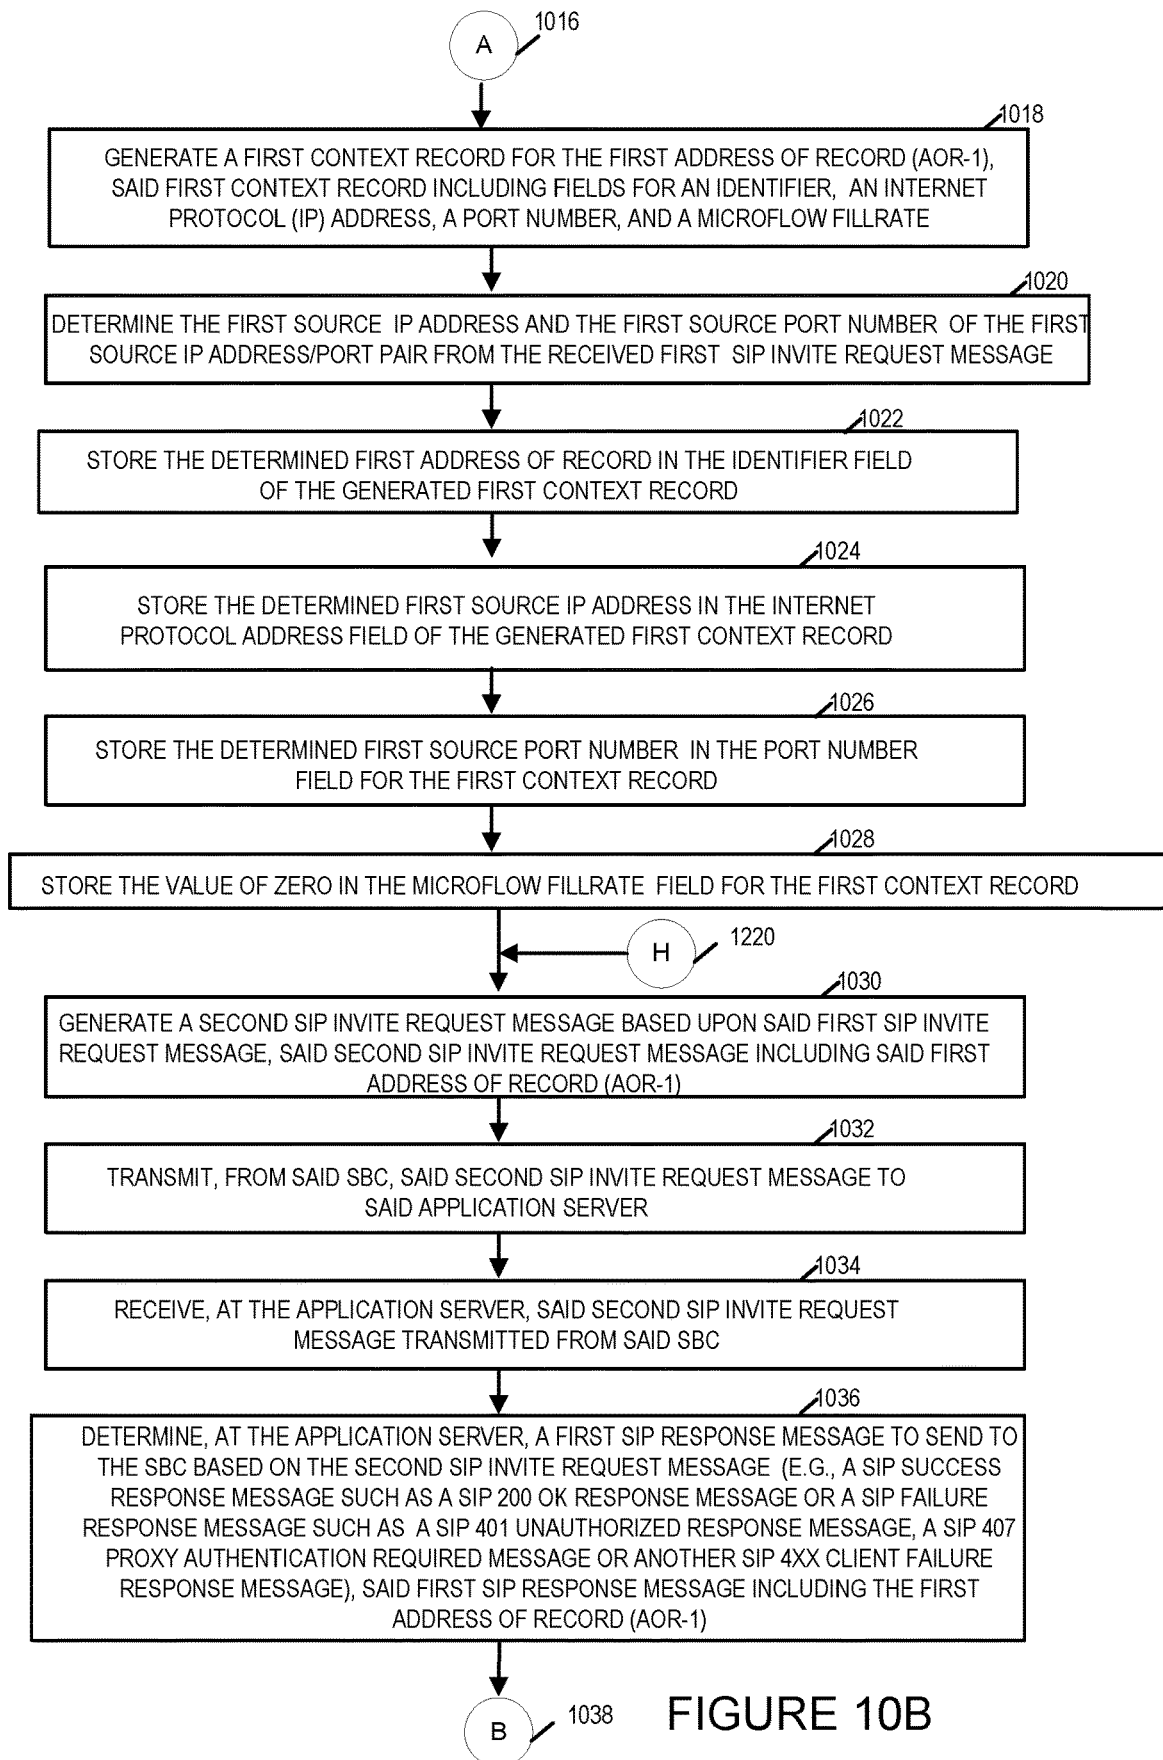 A
1016
1018
GENERATE A FIRST CONTEXT RECORD FOR THE FIRST ADDRESS OF RECORD (AOR-1),
SAID FIRST CONTEXT RECORD INCLUDING FIELDS FOR AN IDENTIFIER, AN INTERNET
PROTOCOL (IP) ADDRESS, A PORT NUMBER, AND A MICROFLOW FILLRATE
1020
DETERMINE THE FIRST SOURCE IP ADDRESS AND THE FIRST SOURCE PORT NUMBER OF THE FIRST
SOURCE IP ADDRESS/PORT PAIR FROM THE RECEIVED FIRST SIP INVITE REQUEST MESSAGE
1022
STORE THE DETERMINED FIRST ADDRESS OF RECORD IN THE IDENTIFIER FIELD
OF THE GENERATED FIRST CONTEXT RECORD
1024
STORE THE DETERMINED FIRST SOURCE IP ADDRESS IN THE INTERNET
PROTOCOL ADDRESS FIELD OF THE GENERATED FIRST CONTEXT RECORD
1026
STORE THE DETERMINED FIRST SOURCE PORT NUMBER IN THE PORT NUMBER
FIELD FOR THE FIRST CONTEXT RECORD
1028
STORE THE VALUE OF ZERO IN THE MICROFLOW FILLRATE FIELD FOR THE FIRST CONTEXT RECORD
H
1220
1030
GENERATE A SECOND SIP INVITE REQUEST MESSAGE BASED UPON SAID FIRST SIP INVITE
REQUEST MESSAGE, SAID SECOND SIP INVITE REQUEST MESSAGE INCLUDING SAID FIRST
ADDRESS OF RECORD (AOR-1)
1032
TRANSMIT, FROM SAID SBC, SAID SECOND SIP INVITE REQUEST MESSAGE TO
SAID APPLICATION SERVER
1034
RECEIVE, AT THE APPLICATION SERVER, SAID SECOND SIP INVITE REQUEST
MESSAGE TRANSMITTED FROM SAID SBC
1036
DETERMINE, AT THE APPLICATION SERVER, A FIRST SIP RESPONSE MESSAGE TO SEND TO
THE SBC BASED ON THE SECOND SIP INVITE REQUEST MESSAGE (E.G., A SIP SUCCESS
RESPONSE MESSAGE SUCH AS A SIP 200 OK RESPONSE MESSAGE OR A SIP FAILURE
RESPONSE MESSAGE SUCH AS A SIP 401 UNAUTHORIZED RESPONSE MESSAGE, A SIP 407
PROXY AUTHENTICATION REQUIRED MESSAGE OR ANOTHER SIP 4XX CLIENT FAILURE
RESPONSE MESSAGE), SAID FIRST SIP RESPONSE MESSAGE INCLUDING THE FIRST
ADDRESS OF RECORD (AOR-1)
B
1038
FIGURE 10B